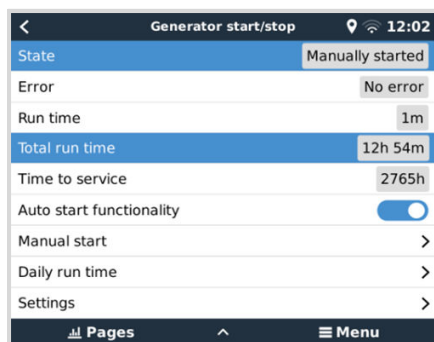 Generator start/stop 12:02
State Manually started
Error No error
Run time 1m
Total run time 12h 54m
Time to service 2765h
Auto start functionality
Manual start
Daily run time
Settings
Pages Menu